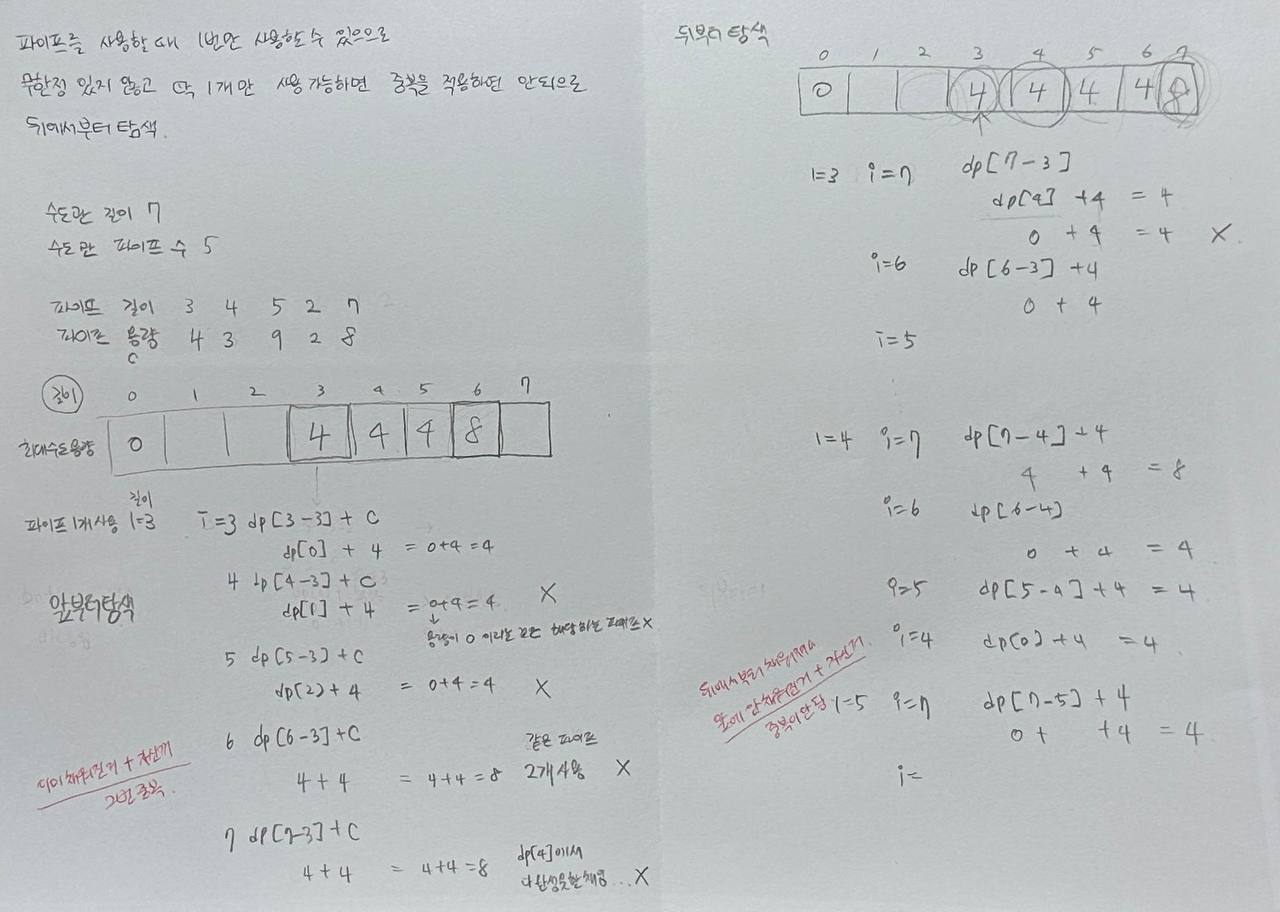 파이프를 사용할 때 1번만 사용할 수 있으므로
무한정 있지 않고 딱 1개만 사용 가능하면 중복을 적용하면 안되므로
뒤에서부터 탐색.
수도관 길이 7
수도관 파이프 수 5
파이프 길이 3 4 5 2 7
파이프 용량 4 3 9 2 8
C
길이 0 1 2 3 4 5 6 7
최대수도용량 0 4 4 4 8
파이프 1개 사용 길이 l=3 i=3 dp[3-3] + C
dp[0] + 4 = 0+4=4
앞부터탐색
4 dp[4-3] + C
dp[1] + 4 = 0+4=4 X
용량이 0 이라는 것은 해당하는 파이프 X
5 dp[5-3]+C
dp[2]+4 = 0+4=4 X
6 dp[6-3]+C
4+4 = 4+4=8 같은 파이프 2개 사용 X
이미 채워진거 + 자신꺼
7 dp[7-3]+C
4+4 = 4+4=8 dp[4]에서 X
뒤부터 탐색
0 1 2 3 4 5 6 7
0 4 4 4 4 8
l=3 i=7 dp[7-3]
dp[4] +4 = 4
0 + 4 = 4 X
i=6 dp[6-3] +4
0 + 4
i=5
l=4 i=7 dp[7-4]+4
4 + 4 = 8
i=6 dp[6-4]
0 + 4 = 4
i=5 dp[5-4] +4 = 4
i=4 dp[0] +4 = 4
뒤에서부터 채워져서
앞에 안채워진거 + 자신거.
중복이 안됨
l=5 i=7 dp[7-5] + 4
0 + +4 = 4
i=